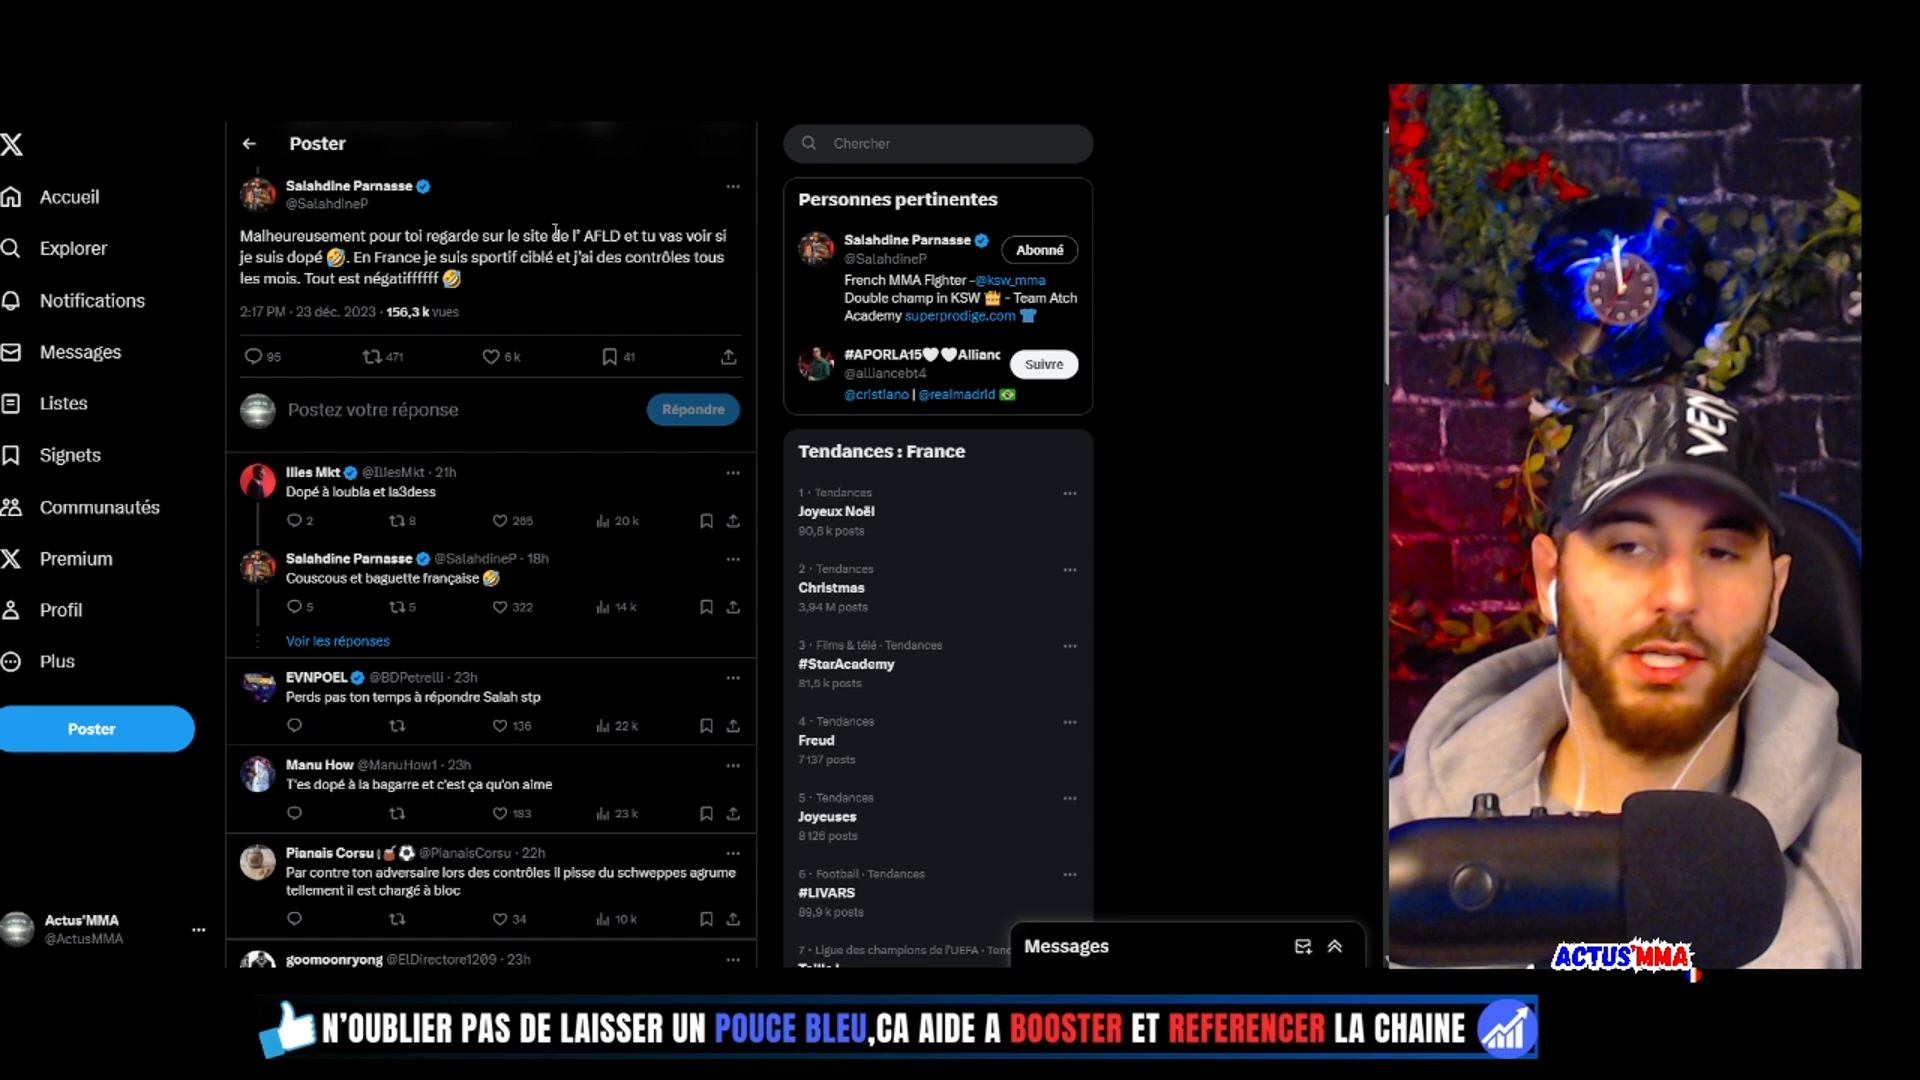 Accueil
Explorer
Notifications
Messages
Listes
Signets
Communautés
Premium
Profil
Plus
Poster
Actus'MMA
@ActusMMA
Poster
Salahdine Parnasse
@SalahdineP
Malheureusement pour toi regarde sur le site de l' AFLD et tu vas voir si
je suis dopé 🤣. En France je suis sportif ciblé et j'ai des contrôles tous
les mois. Tout est négatiffffff 🤣
2:17 PM · 23 déc. 2023 · 156,3 k vues
95 471 6 k 41
Postez votre réponse
Répondre
Ilies Mkt @IliesMkt · 21h
Dopé à loubla et la3dess
2 8 265 20 k
Salahdine Parnasse @SalahdineP · 18h
Couscous et baguette française 🤣
5 5 322 14 k
Voir les réponses
EVNPOEL @BDPetrelli · 23h
Perds pas ton temps à répondre Salah stp
136 22 k
Manu How @ManuHow1 · 23h
T'es dopé à la bagarre et c'est ça qu'on aime
183 23 k
Pianais Corsu @PianaisCorsu · 22h
Par contre ton adversaire lors des contrôles il pisse du schweppes agrume
tellement il est chargé à bloc
34 10 k
goomoonryong @ElDirectore1209 · 23h
Chercher
Personnes pertinentes
Salahdine Parnasse
@SalahdineP
Abonné
French MMA Fighter -@ksw_mma
Double champ in KSW 👑 - Team Atch
Academy superprodige.com 👕
#APORLA15🤍🤍Allianc
@alliancebt4
Suivre
@cristiano | @realmadrid 🇧🇷
Tendances : France
1 · Tendances
Joyeux Noël
90,8 k posts
2 · Tendances
Christmas
3,94 M posts
3 · Films & télé · Tendances
#StarAcademy
81,5 k posts
4 · Tendances
Freud
7 137 posts
5 · Tendances
Joyeuses
8 126 posts
6 · Football · Tendances
#LIVARS
89,9 k posts
7 · Ligue des champions de l'UEFA · Tend
Messages
VEN
ACTUS'MMA
N'OUBLIER PAS DE LAISSER UN POUCE BLEU,CA AIDE A BOOSTER ET REFERENCER LA CHAINE